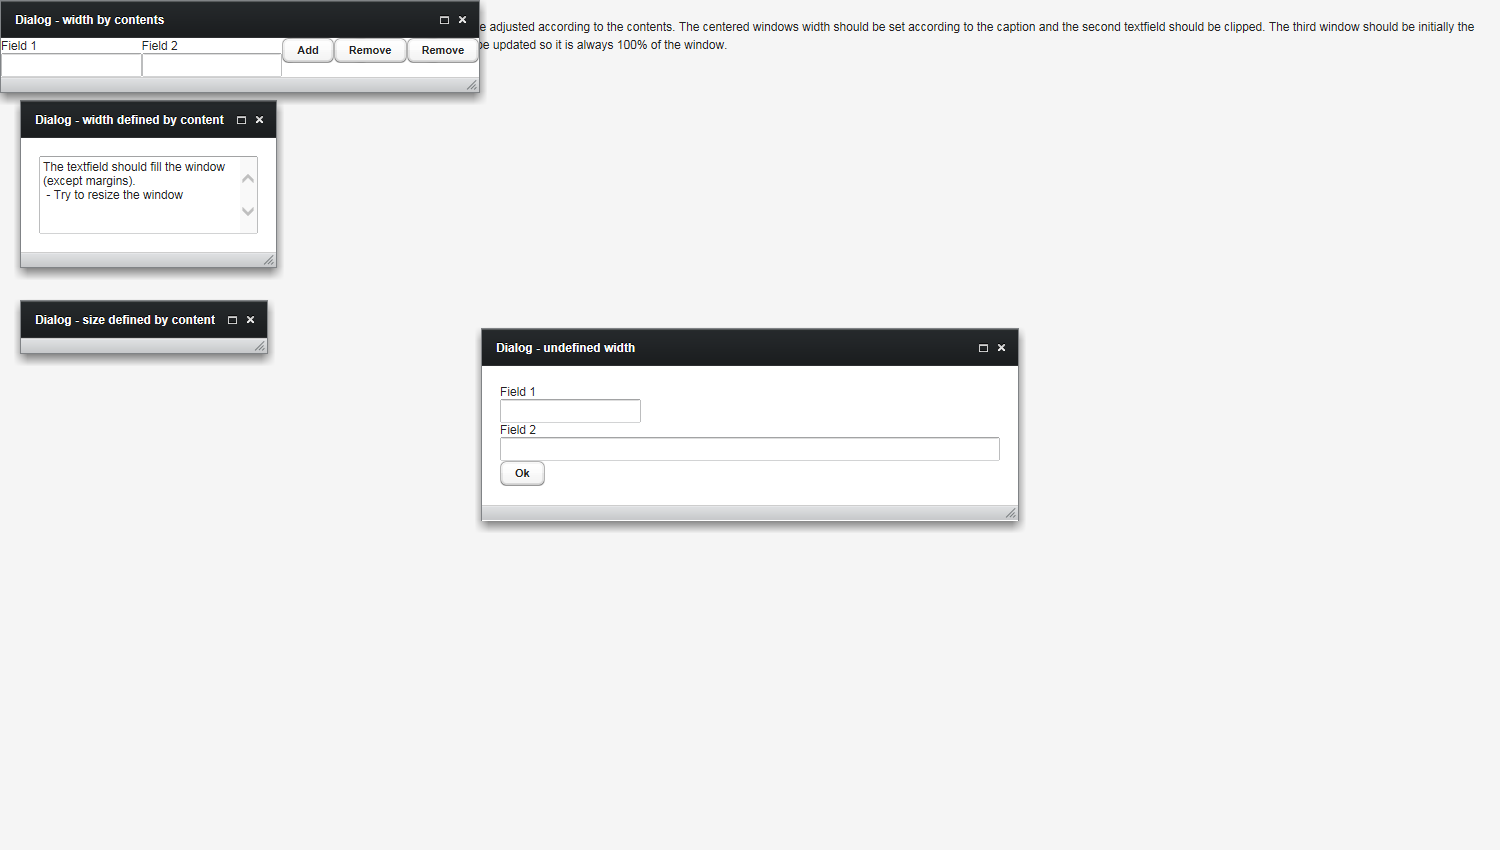 Dialog - width by contents
e adjusted according to the contents. The centered windows width should be set according to the caption and the second textfield should be clipped. The third window should be initially the
Field 1 Field 2 Add Remove Remove
be updated so it is always 100% of the window.
Dialog - width defined by content
The textfield should fill the window
(except margins).
- Try to resize the window
Dialog - size defined by content
Dialog - undefined width
Field 1
Field 2
Ok